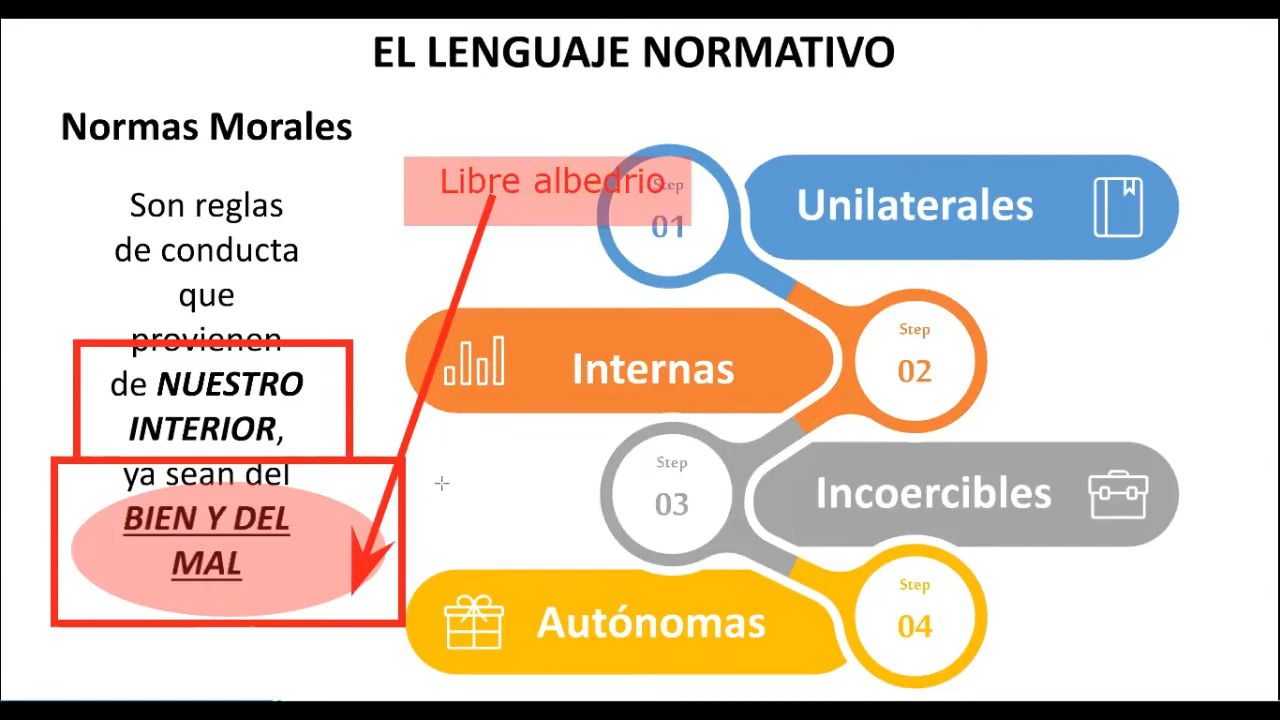 EL LENGUAJE NORMATIVO
Normas Morales
Son reglas
de conducta
que
provienen
de NUESTRO
INTERIOR,
ya sean del
BIEN Y DEL
MAL
Libre albedrio
Step
01
Unilaterales
Internas
Step
02
Step
03
Incoercibles
Autónomas
Step
04